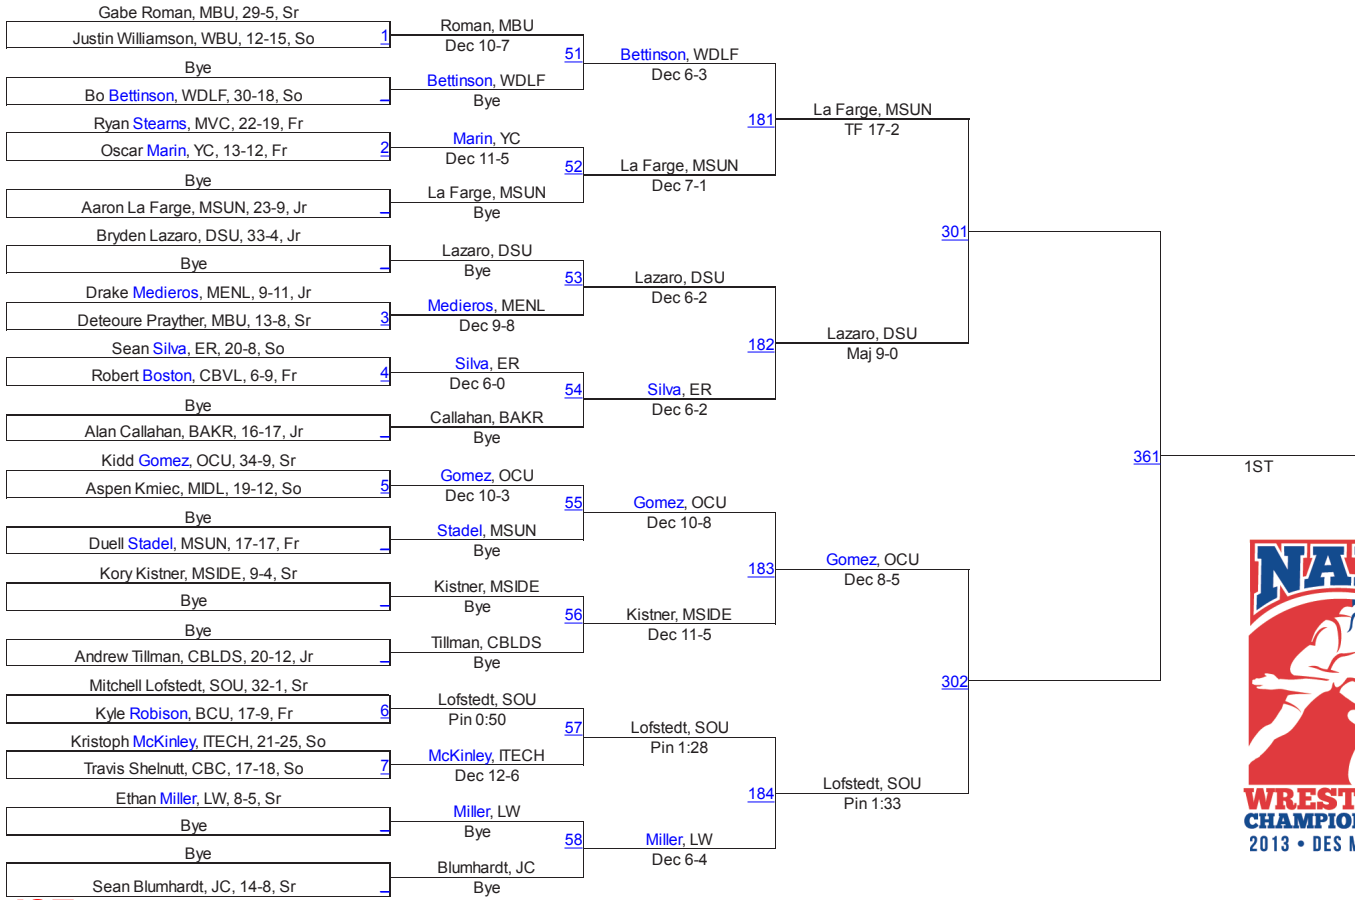 Gabe Roman, MBU, 29-5, Sr
Justin Williamson, WBU, 12-15, So
1
Bye
Bo Bettinson, WDLF, 30-18, So
Ryan Stearns, MVC, 22-19, Fr
Oscar Marin, YC, 13-12, Fr
2
Bye
Aaron La Farge, MSUN, 23-9, Jr
Bryden Lazaro, DSU, 33-4, Jr
Bye
Drake Medieros, MENL, 9-11, Jr
Deteoure Prayther, MBU, 13-8, Sr
3
Sean Silva, ER, 20-8, So
Robert Boston, CBVL, 6-9, Fr
4
Bye
Alan Callahan, BAKR, 16-17, Jr
Kidd Gomez, OCU, 34-9, Sr
Aspen Kmiec, MIDL, 19-12, So
5
Bye
Duell Stadel, MSUN, 17-17, Fr
Kory Kistner, MSIDE, 9-4, Sr
Bye
Bye
Andrew Tillman, CBLDS, 20-12, Jr
Mitchell Lofstedt, SOU, 32-1, Sr
Kyle Robison, BCU, 17-9, Fr
6
Kristoph McKinley, ITECH, 21-25, So
Travis Shelnutt, CBC, 17-18, So
7
Ethan Miller, LW, 8-5, Sr
Bye
Bye
Sean Blumhardt, JC, 14-8, Sr
Roman, MBU
Dec 10-7
51
Bettinson, WDLF
Bye
Marin, YC
Dec 11-5
52
La Farge, MSUN
Bye
Lazaro, DSU
Bye
53
Medieros, MENL
Dec 9-8
Silva, ER
Dec 6-0
54
Callahan, BAKR
Bye
Gomez, OCU
Dec 10-3
55
Stadel, MSUN
Bye
Kistner, MSIDE
Bye
56
Tillman, CBLDS
Bye
Lofstedt, SOU
Pin 0:50
57
McKinley, ITECH
Dec 12-6
Miller, LW
Bye
58
Blumhardt, JC
Bye
Bettinson, WDLF
Dec 6-3
181
La Farge, MSUN
Dec 7-1
Lazaro, DSU
Dec 6-2
182
Silva, ER
Dec 6-2
Gomez, OCU
Dec 10-8
183
Kistner, MSIDE
Dec 11-5
Lofstedt, SOU
Pin 1:28
184
Miller, LW
Dec 6-4
La Farge, MSUN
TF 17-2
301
Lazaro, DSU
Maj 9-0
Gomez, OCU
Dec 8-5
302
Lofstedt, SOU
Pin 1:33
361
1ST
NA
WREST
CHAMPIO
2013 • DES M